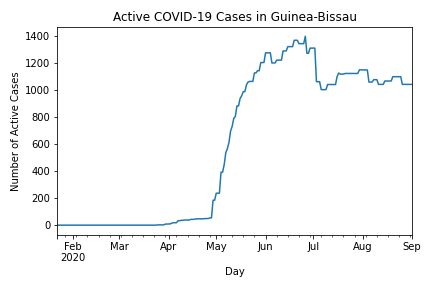 Active COVID-19 Cases in Guinea-Bissau
Number of Active Cases
1400
1200
1000
800
600
400
200
0
Feb Mar Apr May Jun Jul Aug Sep
2020
Day